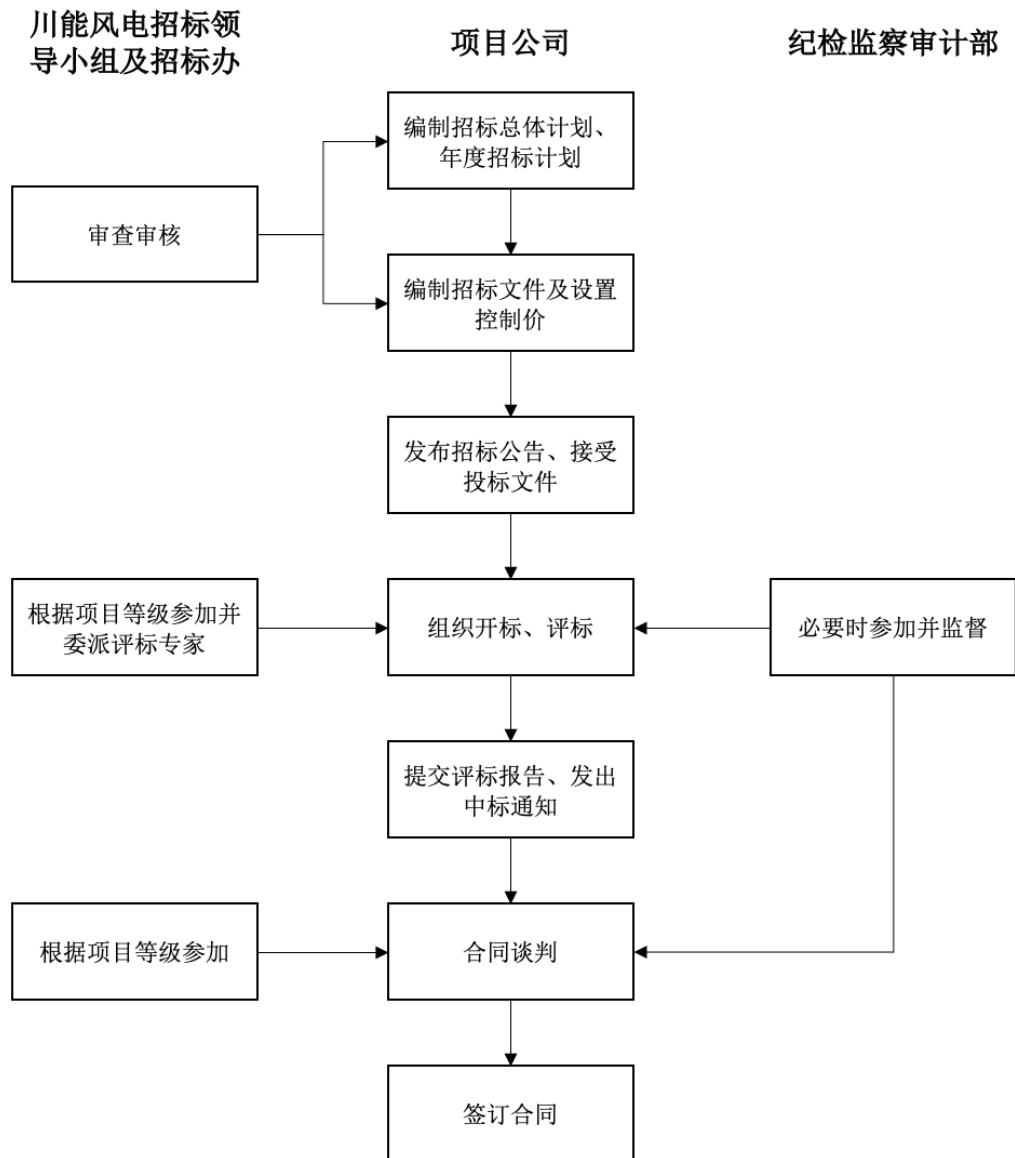 川能风电招标领
导小组及招标办
项目公司
纪检监察审计部
编制招标总体计划、
年度招标计划
审查审核
编制招标文件及设置
控制价
发布招标公告、接受
投标文件
根据项目等级参加并
委派评标专家
组织开标、评标
必要时参加并监督
提交评标报告、发出
中标通知
根据项目等级参加
合同谈判
签订合同